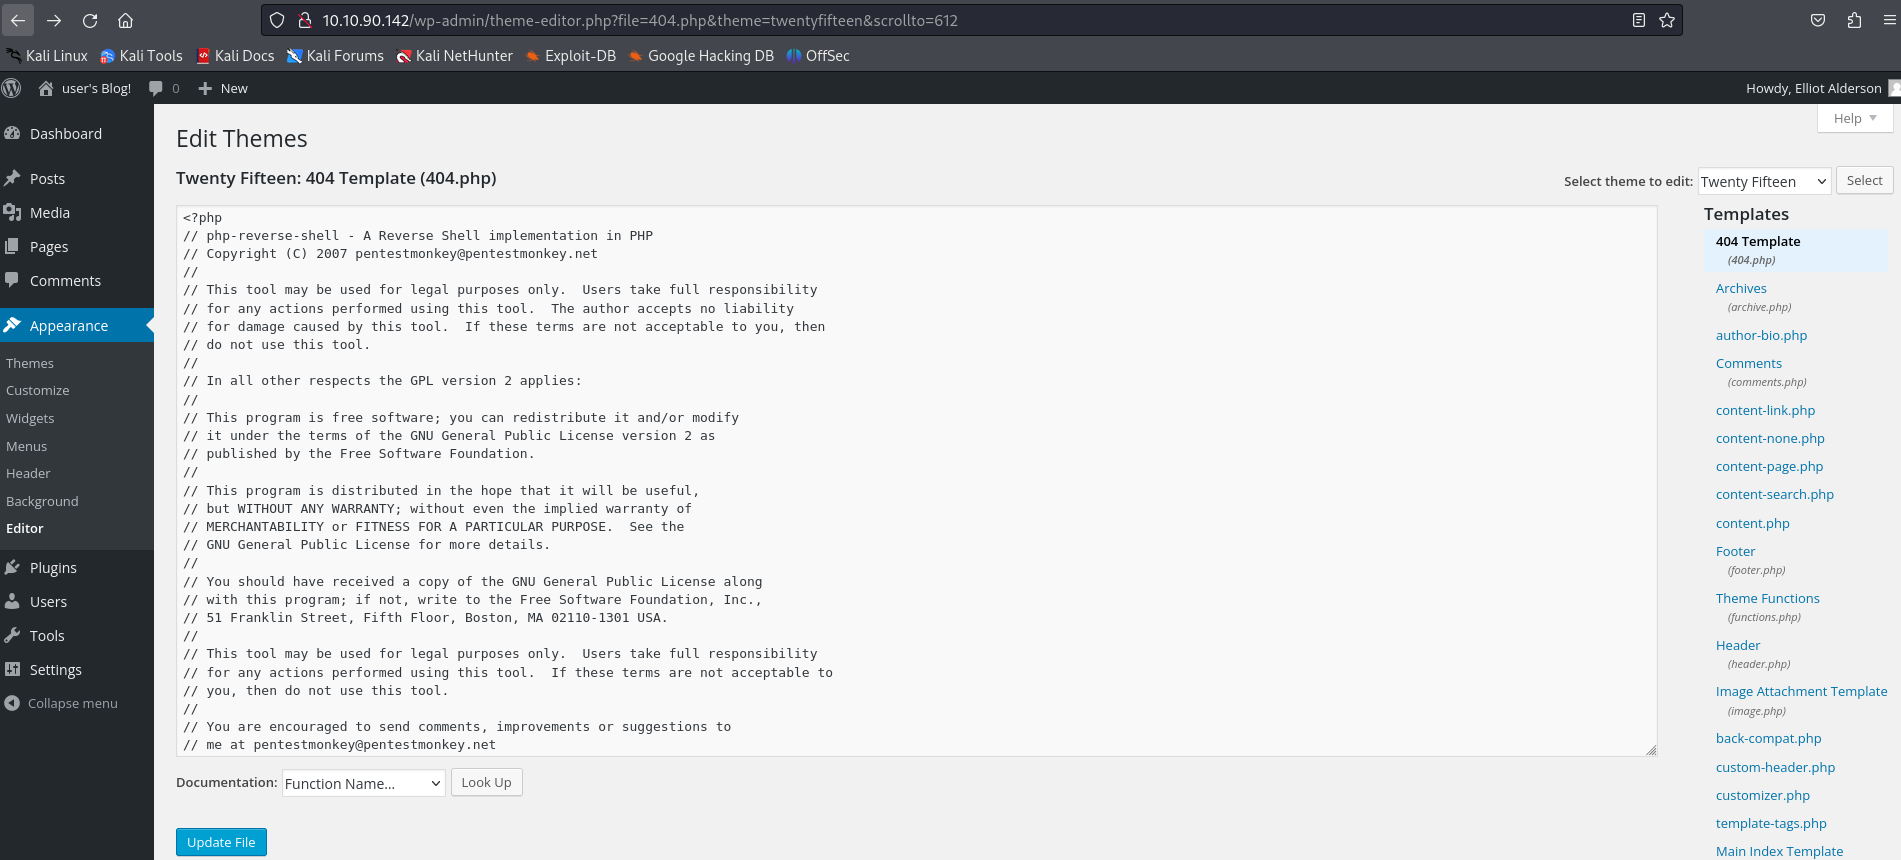 10.10.90.142/wp-admin/theme-editor.php?file=404.php&theme=twentyfifteen&scrollto=612
Kali Linux Kali Tools Kali Docs Kali Forums Kali NetHunter Exploit-DB Google Hacking DB OffSec
user's Blog! 0 New Howdy, Elliot Alderson
Help
Dashboard
Posts
Media
Pages
Comments
Appearance
Themes
Customize
Widgets
Menus
Header
Background
Editor
Plugins
Users
Tools
Settings
Collapse menu
Edit Themes
Twenty Fifteen: 404 Template (404.php)
Select theme to edit: Twenty Fifteen Select
<?php
// php-reverse-shell - A Reverse Shell implementation in PHP
// Copyright (C) 2007 pentestmonkey@pentestmonkey.net
//
// This tool may be used for legal purposes only.  Users take full responsibility
// for any actions performed using this tool.  The author accepts no liability
// for damage caused by this tool.  If these terms are not acceptable to you, then
// do not use this tool.
//
// In all other respects the GPL version 2 applies:
//
// This program is free software; you can redistribute it and/or modify
// it under the terms of the GNU General Public License version 2 as
// published by the Free Software Foundation.
//
// This program is distributed in the hope that it will be useful,
// but WITHOUT ANY WARRANTY; without even the implied warranty of
// MERCHANTABILITY or FITNESS FOR A PARTICULAR PURPOSE.  See the
// GNU General Public License for more details.
//
// You should have received a copy of the GNU General Public License along
// with this program; if not, write to the Free Software Foundation, Inc.,
// 51 Franklin Street, Fifth Floor, Boston, MA 02110-1301 USA.
//
// This tool may be used for legal purposes only.  Users take full responsibility
// for any actions performed using this tool.  If these terms are not acceptable to
// you, then do not use this tool.
//
// You are encouraged to send comments, improvements or suggestions to
// me at pentestmonkey@pentestmonkey.net
Documentation: Function Name... Look Up
Update File
Templates
404 Template
(404.php)
Archives
(archive.php)
author-bio.php
Comments
(comments.php)
content-link.php
content-none.php
content-page.php
content-search.php
content.php
Footer
(footer.php)
Theme Functions
(functions.php)
Header
(header.php)
Image Attachment Template
(image.php)
back-compat.php
custom-header.php
customizer.php
template-tags.php
Main Index Template